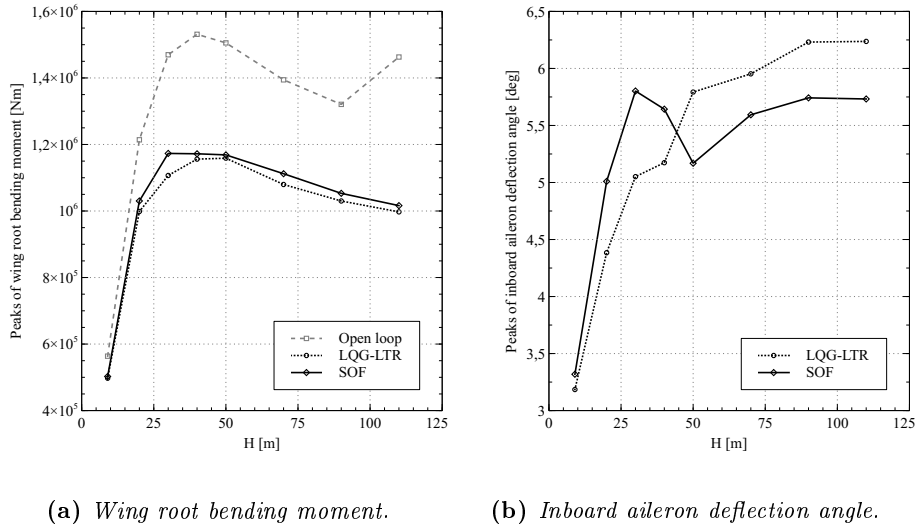 1,6×10⁶
1,4×10⁶
1,2×10⁶
10⁶
8×10⁵
6×10⁵
4×10⁵
Peaks of wing root bending moment [Nm]
Open loop
LQG-LTR
SOF
0 25 50 75 100 125
H [m]
(a) Wing root bending moment.
6,5
6
5,5
5
4,5
4
3,5
3
Peaks of inboard aileron deflection angle [deg]
LQG-LTR
SOF
0 25 50 75 100 125
H [m]
(b) Inboard aileron deflection angle.